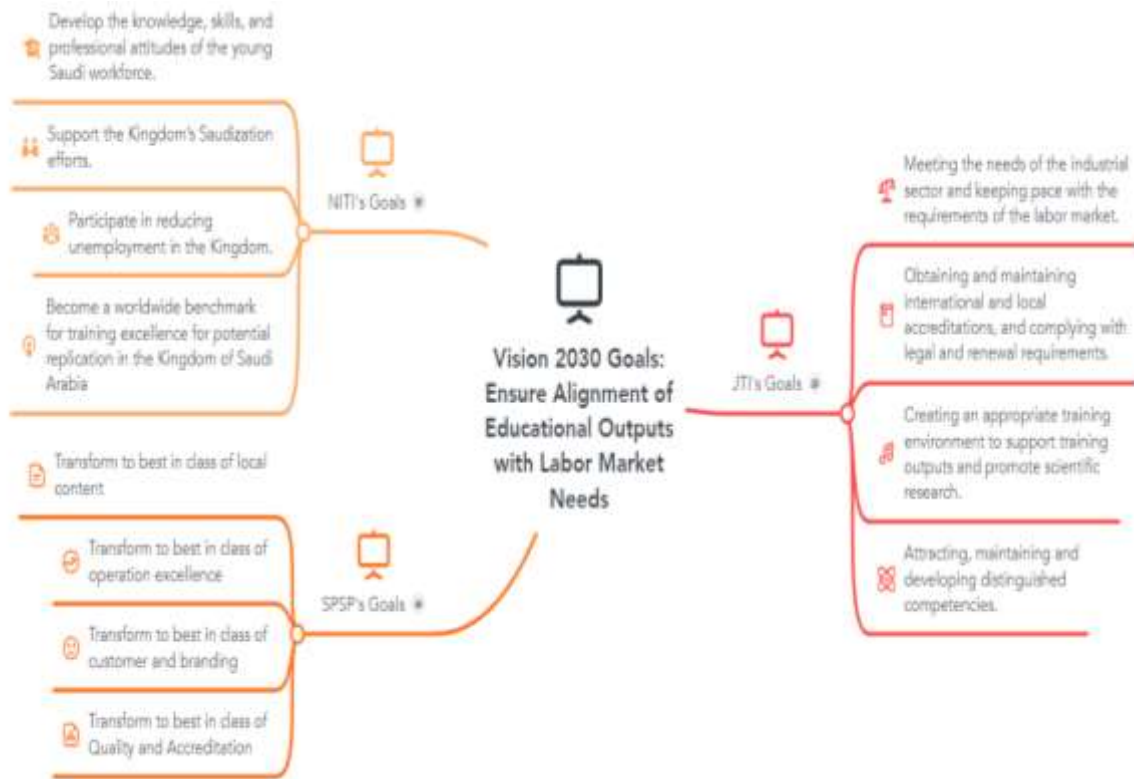 Develop the knowledge, skills, and
professional attitudes of the young
Saudi workforce.
Support the Kingdom's Saudization
efforts.
Participate in reducing
unemployment in the Kingdom.
Become a worldwide benchmark
for training excellence for potential
replication in the Kingdom of Saudi
Arabia
NITI's Goals
Transform to best in class of local
content
Transform to best in class of
operation excellence
Transform to best in class of
customer and branding
Transform to best in class of
Quality and Accreditation
SPSP's Goals
Vision 2030 Goals:
Ensure Alignment of
Educational Outputs
with Labor Market
Needs
JTI's Goals
Meeting the needs of the industrial
sector and keeping pace with the
requirements of the labor market.
Obtaining and maintaining
international and local
accreditations, and complying with
legal and renewal requirements.
Creating an appropriate training
environment to support training
outputs and promote scientific
research.
Attracting, maintaining and
developing distinguished
competencies.